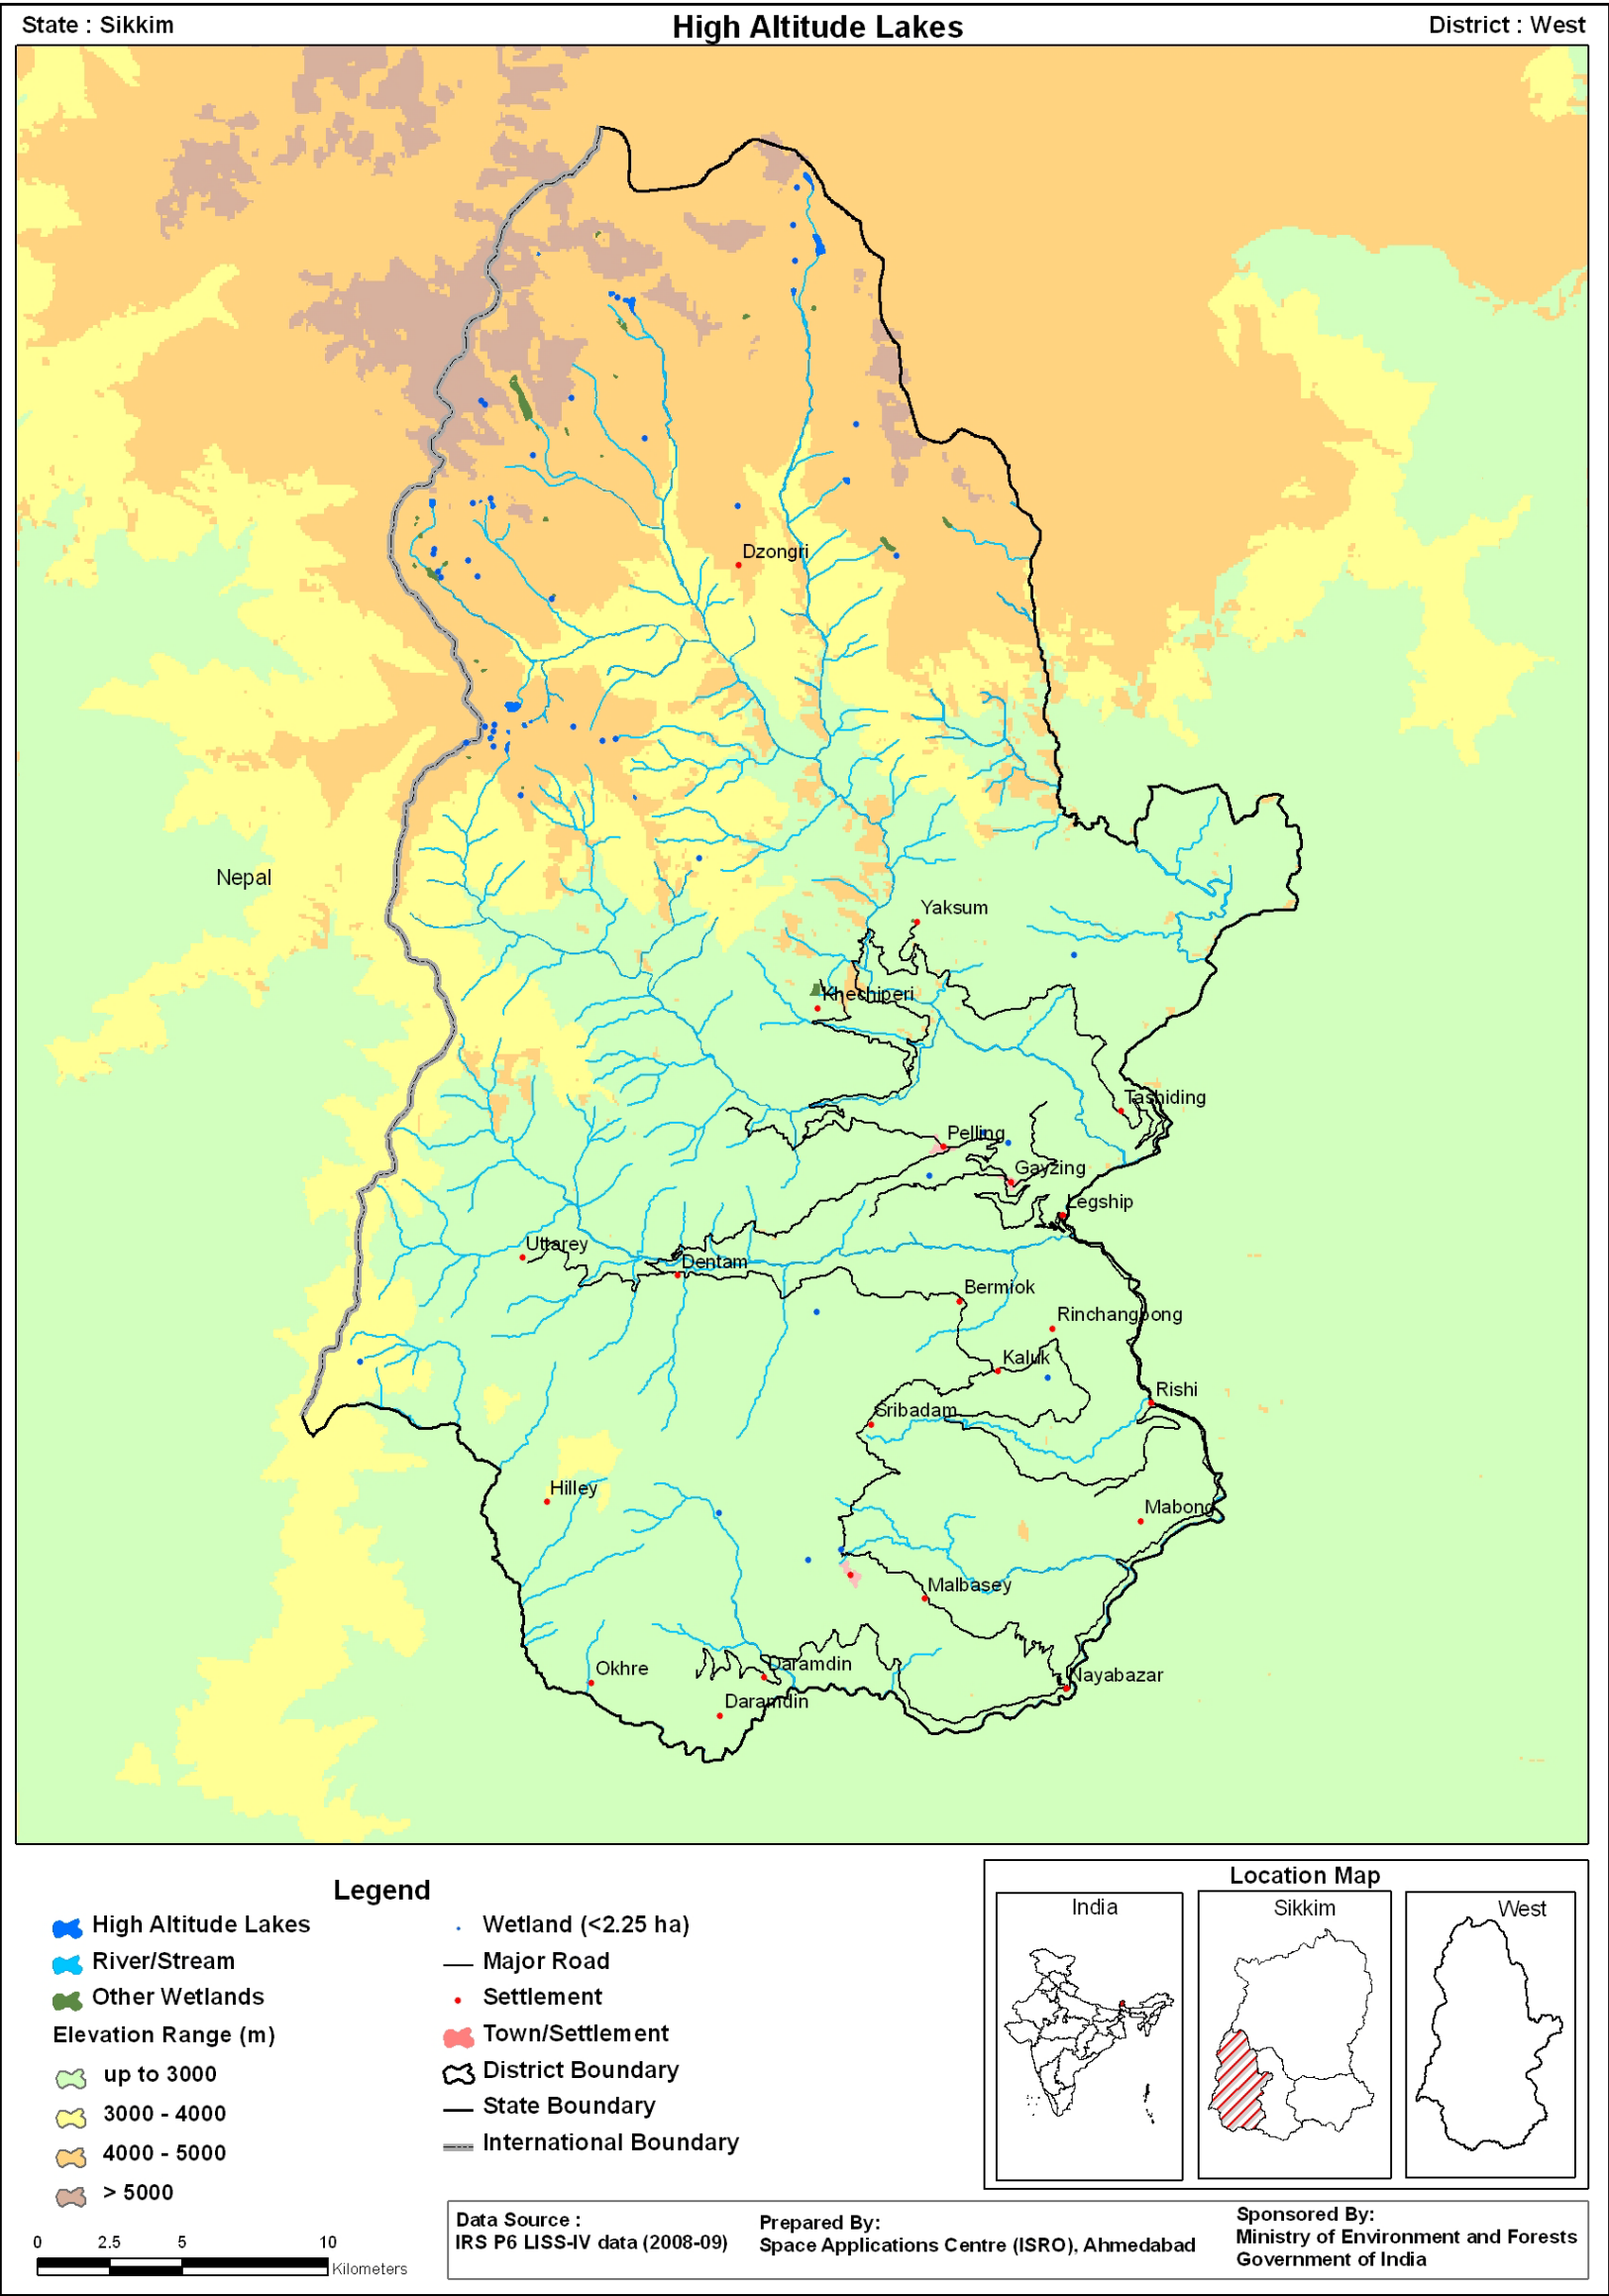 State : Sikkim
High Altitude Lakes
District : West
Dzongri
Nepal
Yaksum
Khechiperi
Tashiding
Pelling
Gayzing
Legship
Uttarey
Dentam
Bermiok
Rinchangpong
Kaluk
Rishi
Sribadam
Hilley
Mabong
Malbasey
Okhre
Daramdin
Nayabazar
Daramdin
Legend
High Altitude Lakes
River/Stream
Other Wetlands
Elevation Range (m)
up to 3000
3000 - 4000
4000 - 5000
> 5000
Wetland (<2.25 ha)
Major Road
Settlement
Town/Settlement
District Boundary
State Boundary
International Boundary
0 2.5 5 10
Kilometers
Location Map
India
Sikkim
West
Data Source :
IRS P6 LISS-IV data (2008-09)
Prepared By:
Space Applications Centre (ISRO), Ahmedabad
Sponsored By:
Ministry of Environment and Forests
Government of India